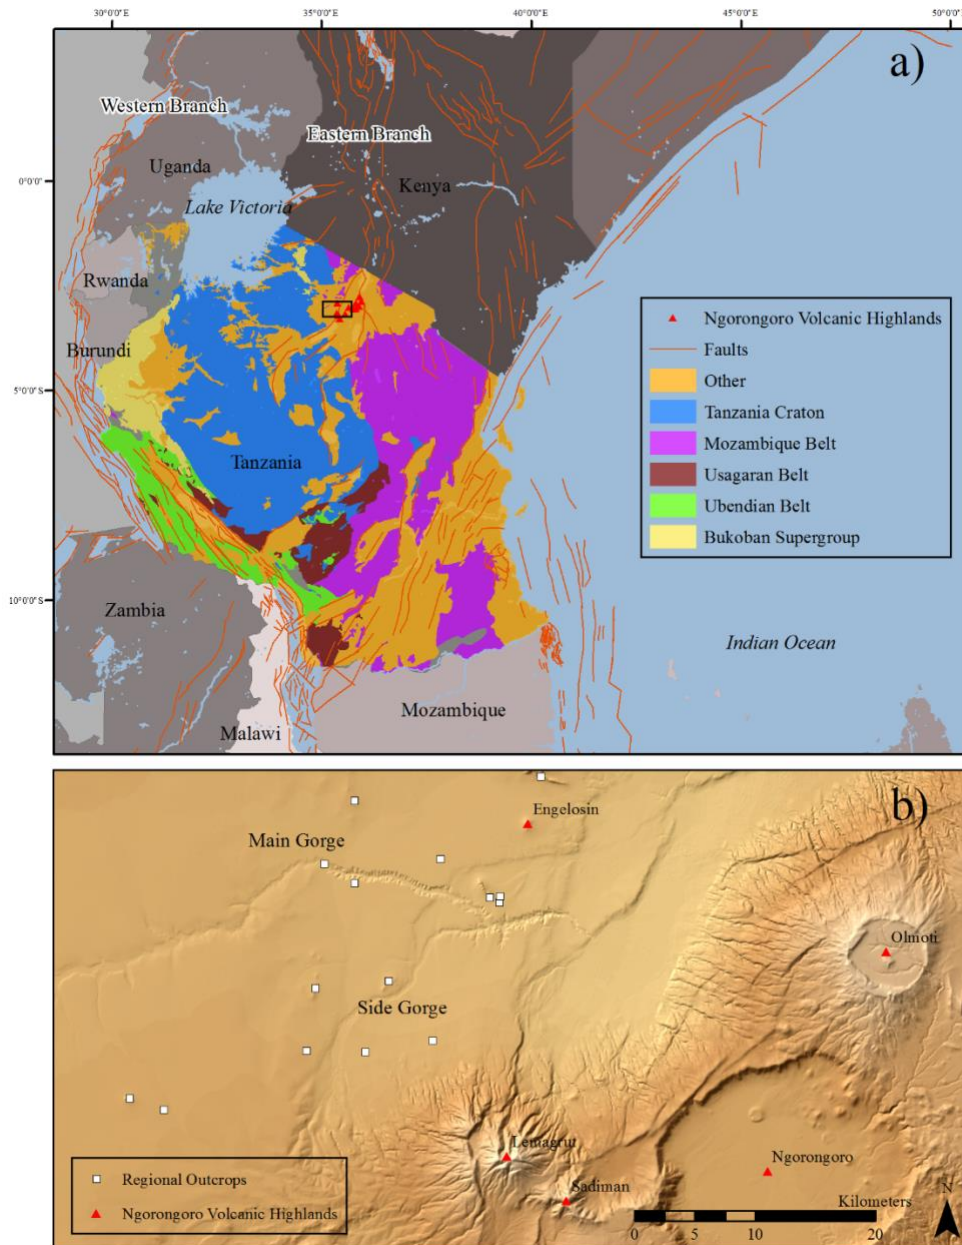 30°0'0"E 35°0'0"E 40°0'0"E 45°0'0"E 50°0'0"E
a)
Western Branch
Eastern Branch
Uganda
0°0'0"
Kenya
Lake Victoria
Rwanda
Burundi
5°0'0"S
Tanzania
10°0'0"S
Zambia
Indian Ocean
Mozambique
Malawi
Ngorongoro Volcanic Highlands
Faults
Other
Tanzania Craton
Mozambique Belt
Usagaran Belt
Ubendian Belt
Bukoban Supergroup
b)
Engelosin
Main Gorge
Olmoti
Side Gorge
Lemagrut
Ngorongoro
Sadiman
Regional Outcrops
Ngorongoro Volcanic Highlands
Kilometers
N
0 5 10 20